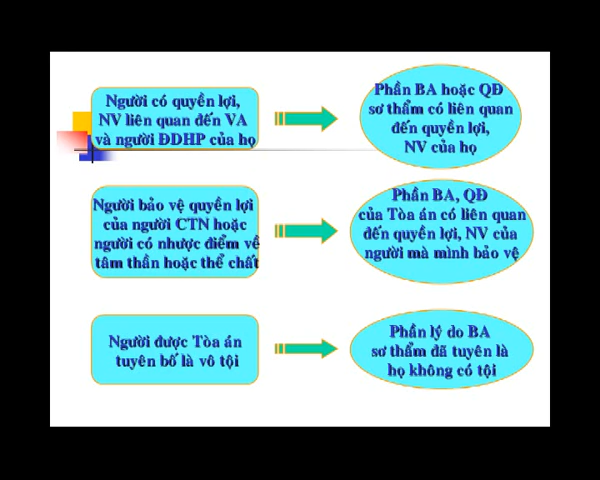 Người có quyền lợi,
NV liên quan đến VA
và người ĐDHP của họ
Phần BA hoặc QĐ
sơ thẩm có liên quan
đến quyền lợi,
NV của họ
Người bảo vệ quyền lợi
của người CTN hoặc
người có nhược điểm về
tâm thần hoặc thể chất
Phần BA, QĐ
của Tòa án có liên quan
đến quyền lợi, NV của
người mà mình bảo vệ
Người được Tòa án
tuyên bố là vô tội
Phần lý do BA
sơ thẩm đã tuyên là
họ không có tội